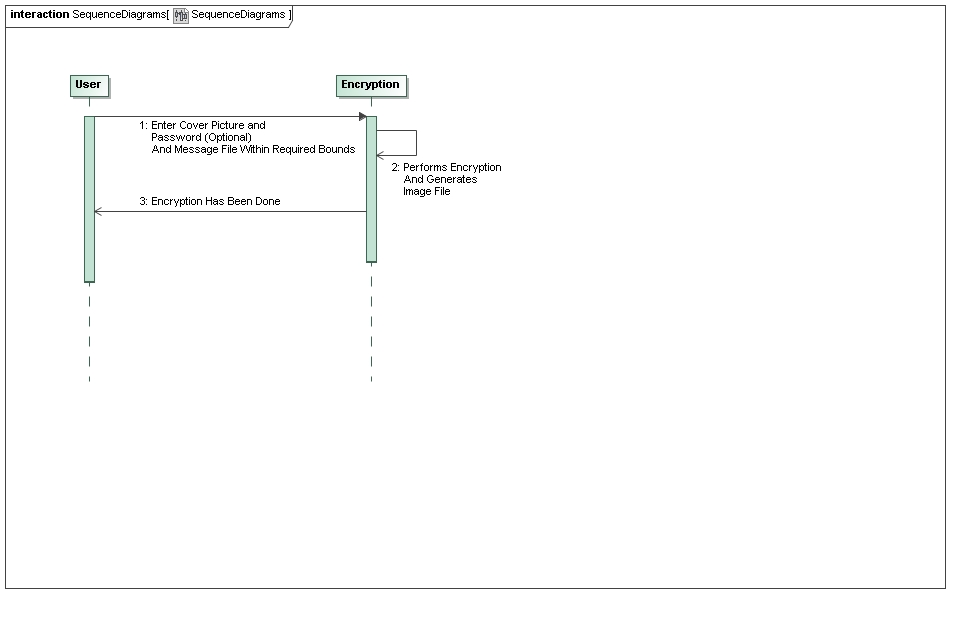 interaction SequenceDiagrams[ SequenceDiagrams ]
User
Encryption
1: Enter Cover Picture and
Password (Optional)
And Message File Within Required Bounds
2: Performs Encryption
And Generates
Image File
3: Encryption Has Been Done